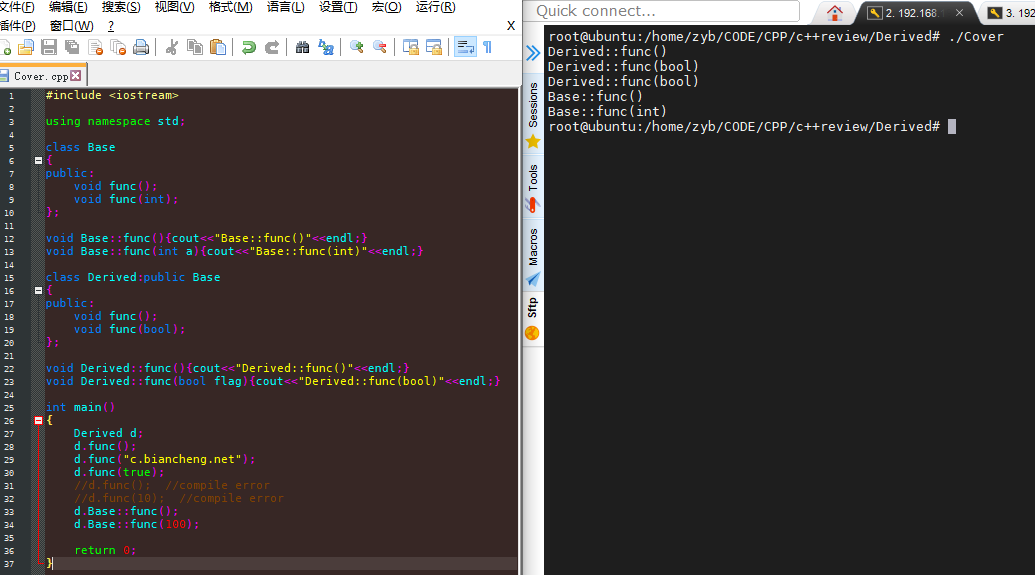 文件(F) 编辑(E) 搜索(S) 视图(V) 格式(M) 语言(L) 设置(T) 宏(O) 运行(R)
插件(P) 窗口(W) ? X
Cover.cpp
1 #include <iostream>
2
3 using namespace std;
4
5 class Base
6 {
7 public:
8 void func();
9 void func(int);
10 };
11
12 void Base::func(){cout<<"Base::func()"<<endl;}
13 void Base::func(int a){cout<<"Base::func(int)"<<endl;}
14
15 class Derived:public Base
16 {
17 public:
18 void func();
19 void func(bool);
20 };
21
22 void Derived::func(){cout<<"Derived::func()"<<endl;}
23 void Derived::func(bool flag){cout<<"Derived::func(bool)"<<endl;}
24
25 int main()
26 {
27 Derived d;
28 d.func();
29 d.func("c.biancheng.net");
30 d.func(true);
31 //d.func(); //compile error
32 //d.func(10); //compile error
33 d.Base::func();
34 d.Base::func(100);
35
36 return 0;
37 }
Quick connect...
2. 192.168.
3. 192
Sessions
Tools
Macros
Sftp
root@ubuntu:/home/zyb/CODE/CPP/c++review/Derived# ./Cover
Derived::func()
Derived::func(bool)
Derived::func(bool)
Base::func()
Base::func(int)
root@ubuntu:/home/zyb/CODE/CPP/c++review/Derived#